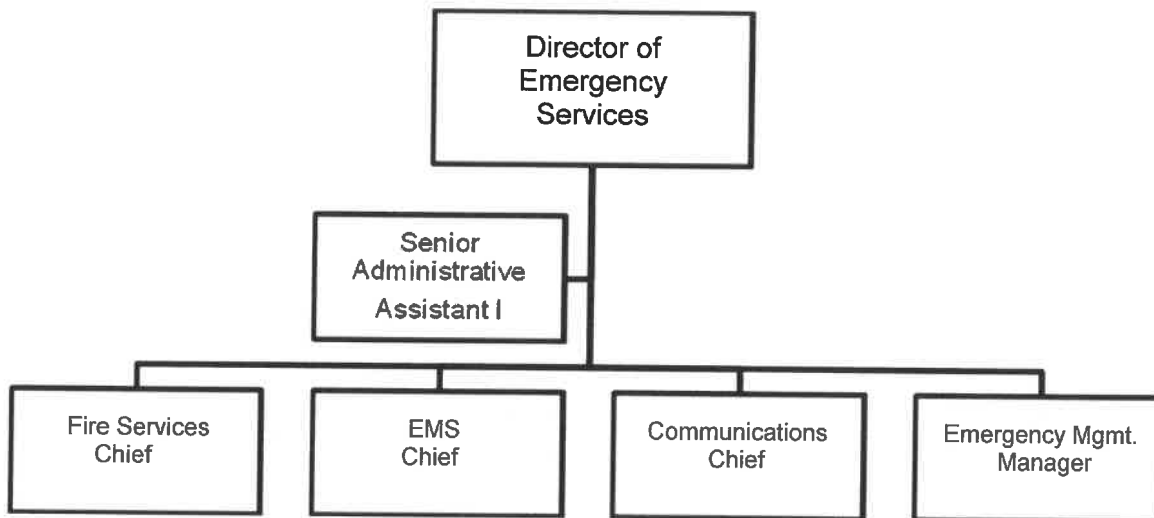 Director of
Emergency
Services
Senior
Administrative
Assistant I
Fire Services
Chief
EMS
Chief
Communications
Chief
Emergency Mgmt.
Manager